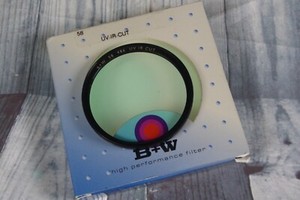 58
UV-IR CUT
B+W
high performance filter